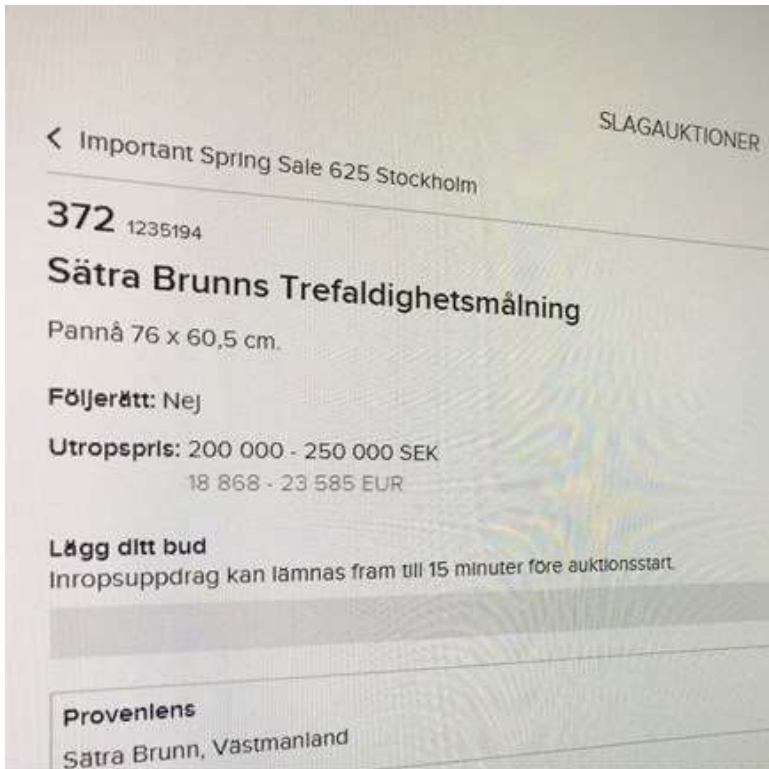 SLAGAUKTIONER
< Important Spring Sale 625 Stockholm
372 1235194
Sätra Brunns Trefaldighetsmålning
Pannå 76 x 60,5 cm.
Följerätt: Nej
Utropspris: 200 000 - 250 000 SEK
18 868 - 23 585 EUR
Lägg ditt bud
Inropsuppdrag kan lämnas fram till 15 minuter före auktionsstart.
Proveniens
Sätra Brunn, Västmanland